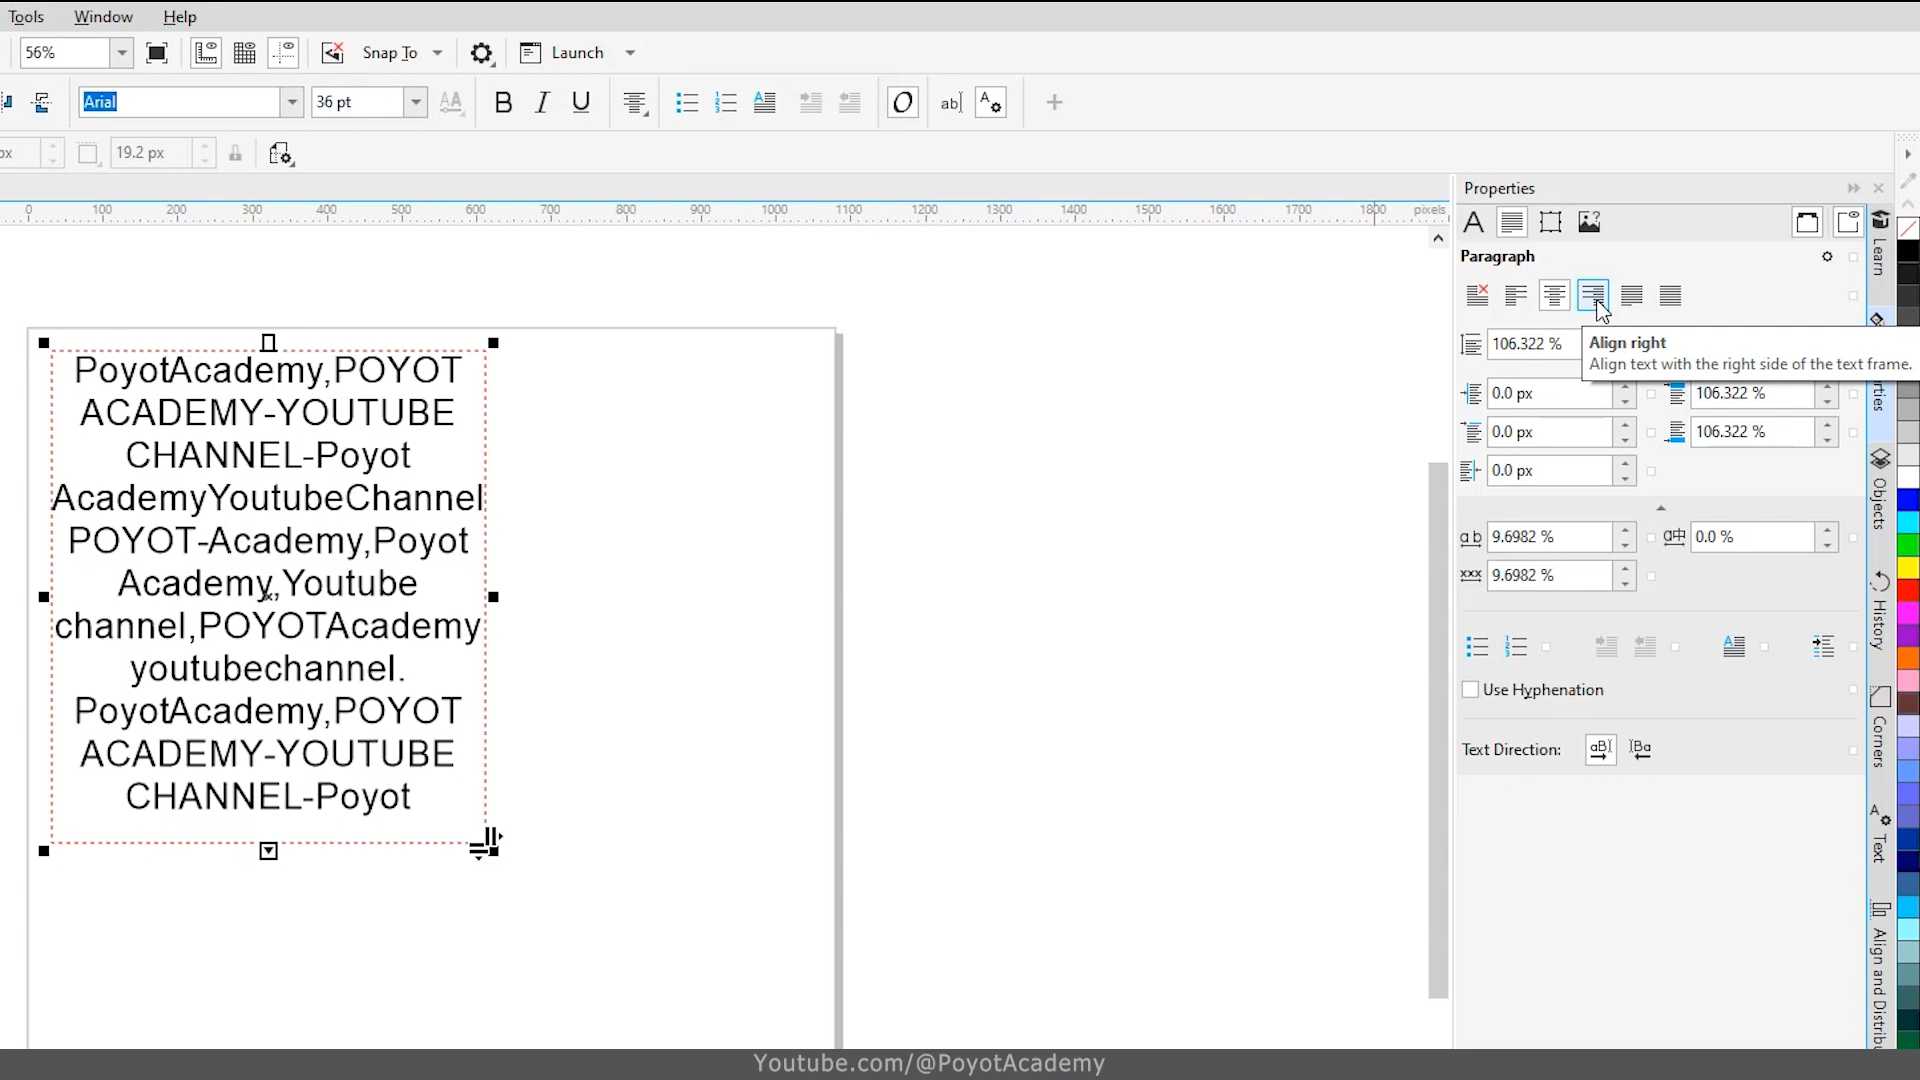 Tools Window Help
56% Snap To Launch
Arial 36 pt B I U O ab
px 19.2 px
Properties
0 100 200 300 400 500 600 700 800 900 1000 1100 1200 1300 1400 1500 1600 1700 1800 pixels
Paragraph
Learn
106.322 %
Align right
Align text with the right side of the text frame.
0.0 px 106.322 %
0.0 px 106.322 %
0.0 px
Objects
ab 9.6982 % 0.0 %
xxx 9.6982 %
History
Use Hyphenation
Corners
Text Direction:
Text
Align and Distribu
PoyotAcademy,POYOT
ACADEMY-YOUTUBE
CHANNEL-Poyot
AcademyYoutubeChannel
POYOT-Academy,Poyot
Academy,Youtube
channel,POYOTAcademy
youtubechannel.
PoyotAcademy,POYOT
ACADEMY-YOUTUBE
CHANNEL-Poyot
Youtube.com/@PoyotAcademy